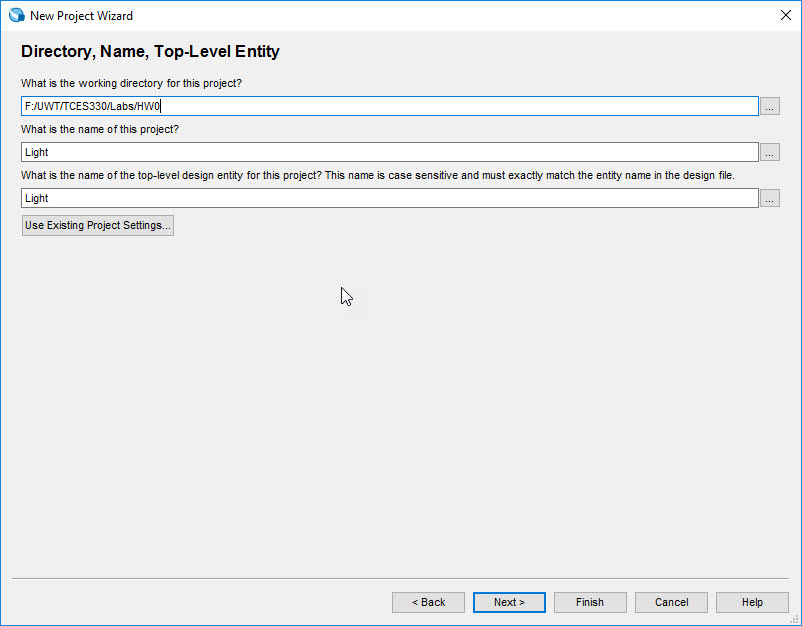 New Project Wizard
Directory, Name, Top-Level Entity
What is the working directory for this project?
F:/UWT/TCES330/Labs/HW0
...
What is the name of this project?
Light
...
What is the name of the top-level design entity for this project? This name is case sensitive and must exactly match the entity name in the design file.
Light
...
Use Existing Project Settings...
< Back
Next >
Finish
Cancel
Help